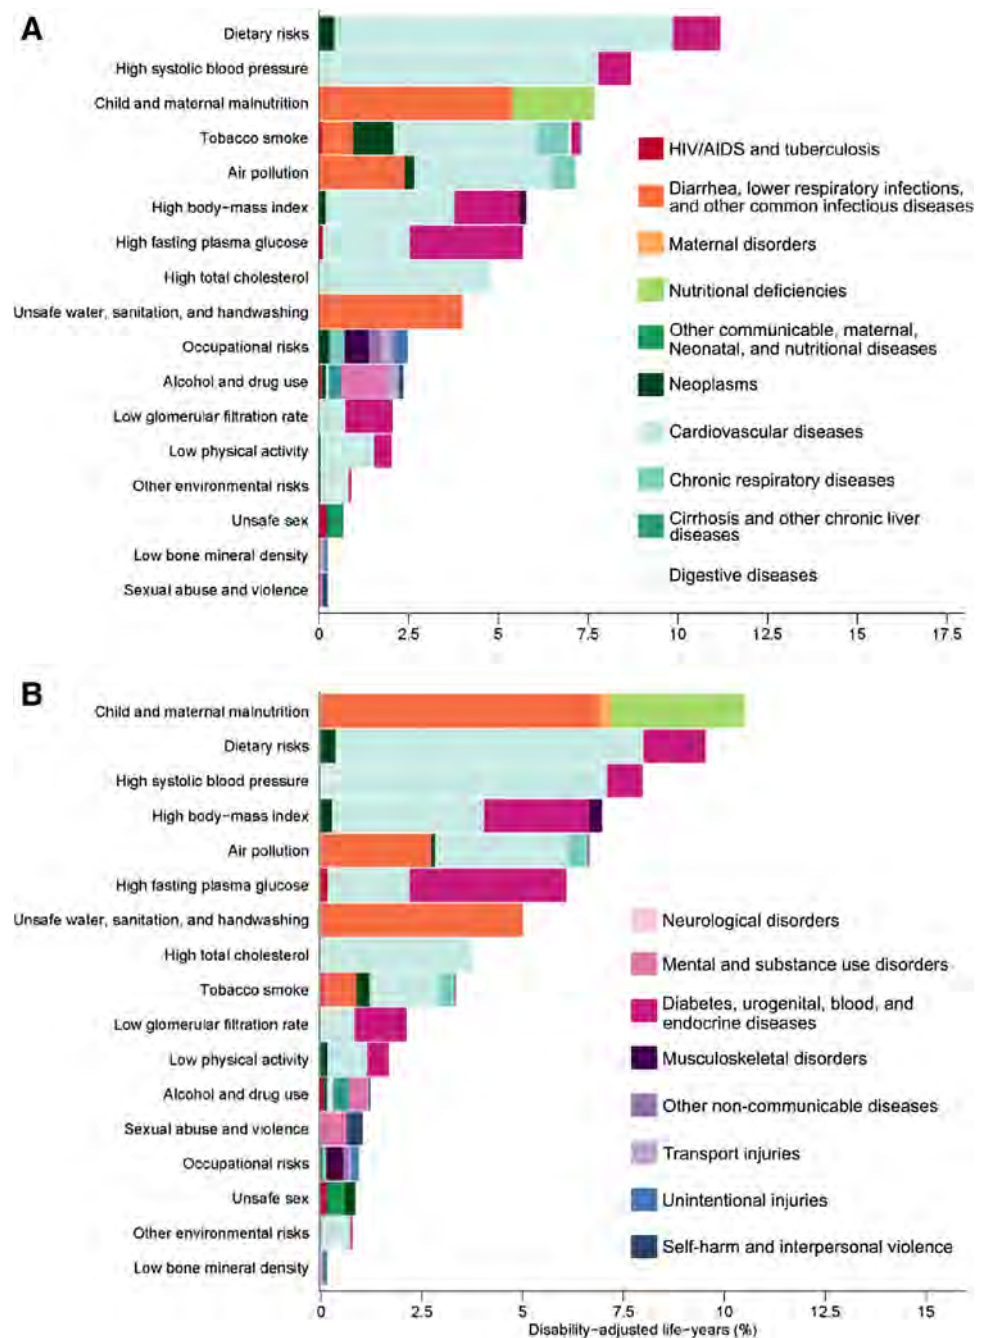 A
Dietary risks
High systolic blood pressure
Child and maternal malnutrition
Tobacco smoke
Air pollution
High body-mass index
High fasting plasma glucose
High total cholesterol
Unsafe water, sanitation, and handwashing
Occupational risks
Alcohol and drug use
Low glomerular filtration rate
Low physical activity
Other environmental risks
Unsafe sex
Low bone mineral density
Sexual abuse and violence
HIV/AIDS and tuberculosis
Diarrhea, lower respiratory infections,
and other common infectious diseases
Maternal disorders
Nutritional deficiencies
Other communicable, maternal,
Neonatal, and nutritional diseases
Neoplasms
Cardiovascular diseases
Chronic respiratory diseases
Cirrhosis and other chronic liver
diseases
Digestive diseases
0 2.5 5 7.5 10 12.5 15 17.5
B
Child and maternal malnutrition
Dietary risks
High systolic blood pressure
High body-mass index
Air pollution
High fasting plasma glucose
Unsafe water, sanitation, and handwashing
High total cholesterol
Tobacco smoke
Low glomerular filtration rate
Low physical activity
Alcohol and drug use
Sexual abuse and violence
Occupational risks
Unsafe sex
Other environmental risks
Low bone mineral density
Neurological disorders
Mental and substance use disorders
Diabetes, urogenital, blood, and
endocrine diseases
Musculoskeletal disorders
Other non-communicable diseases
Transport injuries
Unintentional injuries
Self-harm and interpersonal violence
0 2.5 5 7.5 10 12.5 15
Disability-adjusted life-years (%)